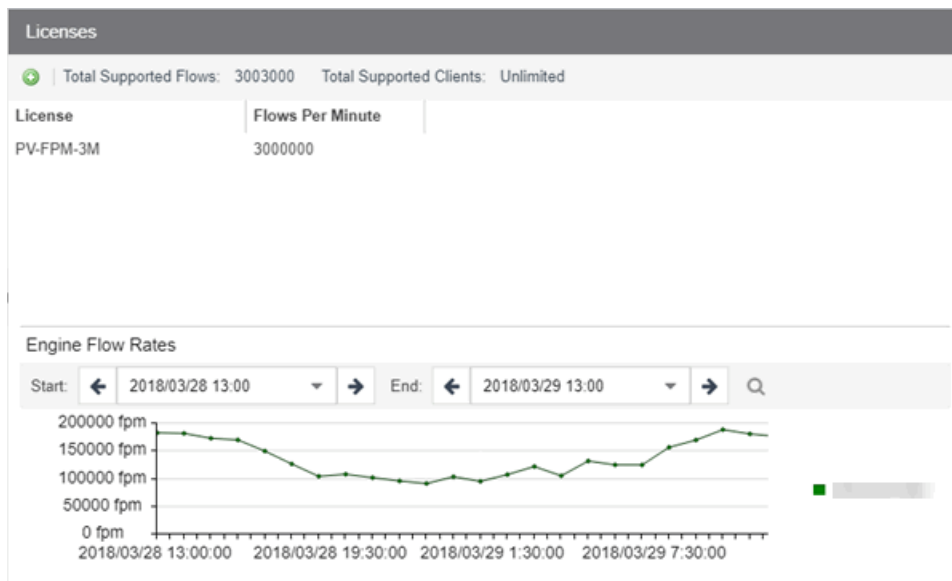 Licenses
Total Supported Flows: 3003000 Total Supported Clients: Unlimited
License Flows Per Minute
PV-FPM-3M 3000000
Engine Flow Rates
Start: 2018/03/28 13:00 End: 2018/03/29 13:00
200000 fpm
150000 fpm
100000 fpm
50000 fpm
0 fpm
2018/03/28 13:00:00 2018/03/28 19:30:00 2018/03/29 1:30:00 2018/03/29 7:30:00